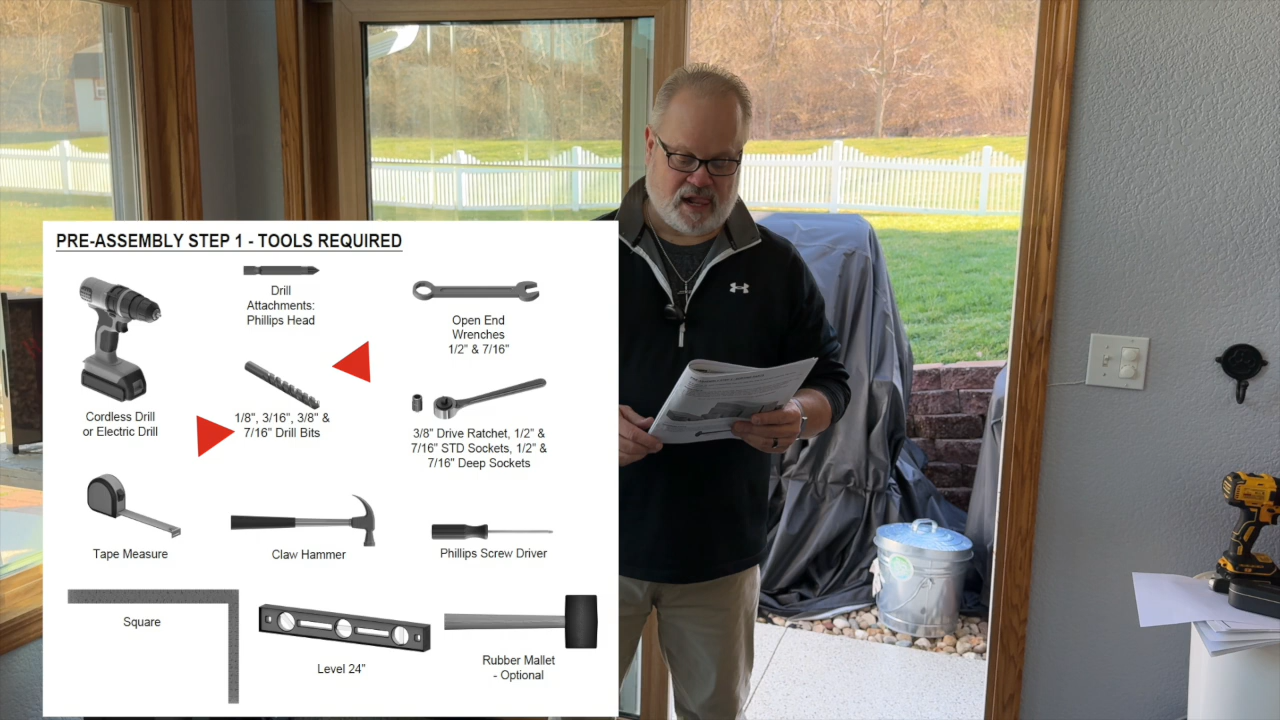 PRE-ASSEMBLY STEP 1 - TOOLS REQUIRED
Drill
Attachments:
Phillips Head
Open End
Wrenches
1/2" & 7/16"
Cordless Drill
or Electric Drill
1/8", 3/16", 3/8" &
7/16" Drill Bits
3/8" Drive Ratchet, 1/2" &
7/16" STD Sockets, 1/2" &
7/16" Deep Sockets
Tape Measure
Claw Hammer
Phillips Screw Driver
Square
Level 24"
Rubber Mallet
- Optional